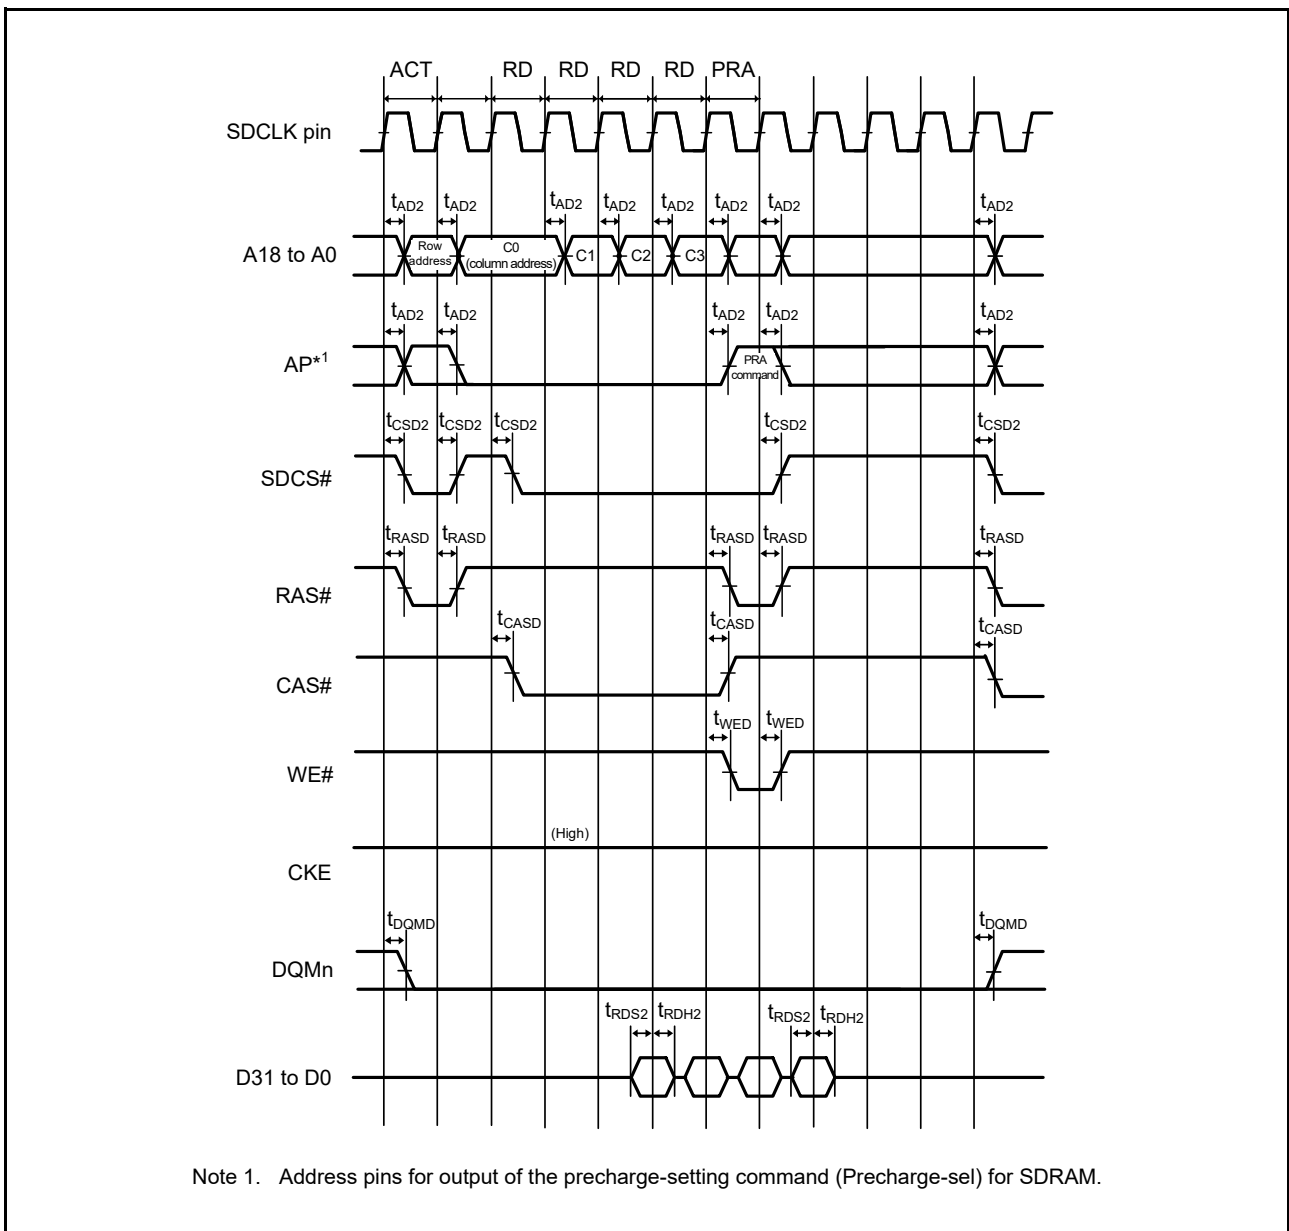 ACT RD RD RD RD PRA
SDCLK pin
tAD2 tAD2 tAD2 tAD2 tAD2 tAD2 tAD2 tAD2
A18 to A0
Row
address
C0
(column address)
C1 C2 C3
tAD2 tAD2 tAD2 tAD2 tAD2
AP*1
PRA
command
tCSD2 tCSD2 tCSD2 tCSD2 tCSD2
SDCS#
tRASD tRASD tRASD tRASD tRASD
RAS#
tCASD tCASD tCASD
CAS#
tWED tWED
WE#
(High)
CKE
tDQMD tDQMD
DQMn
tRDS2 tRDH2 tRDS2 tRDH2
D31 to D0
Note 1. Address pins for output of the precharge-setting command (Precharge-sel) for SDRAM.